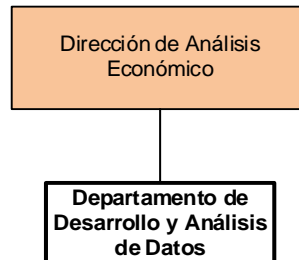 Dirección de Análisis
Económico
Departamento de
Desarrollo y Análisis
de Datos